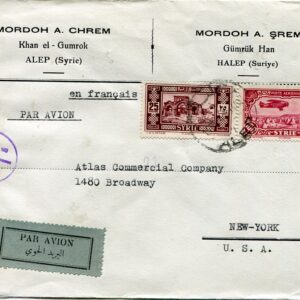 MORDOH A. CHREM
Khan el - Gumrok
ALEP (Syrie)
MORDOH A. ŞREM
Gümrük Han
HALEP (Suriye)
en français
PAR AVION
25
SYRIE
SYRIE
Atlas Commercial Company
1480 Broadway
NEW-YORK
U. S. A.
PAR AVION
البريد الجوي